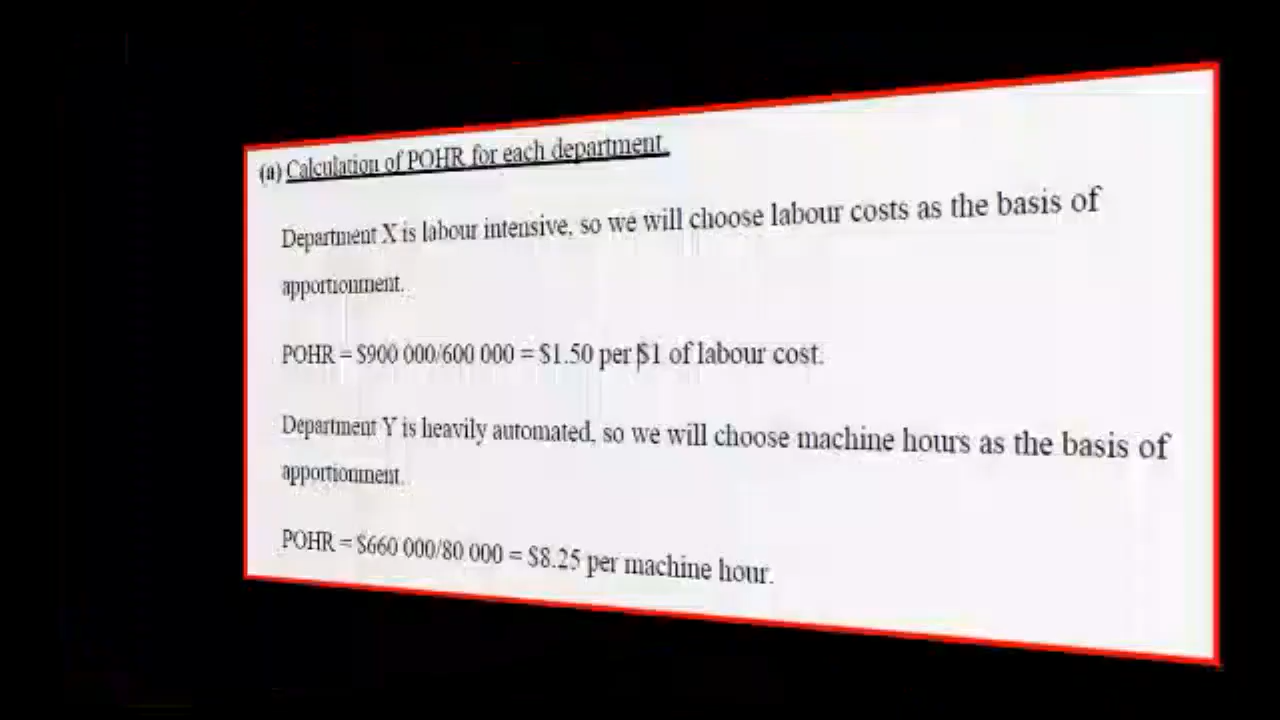 (a) Calculation of POHR for each department.
Department X is labour intensive, so we will choose labour costs as the basis of
apportionment.
POHR = $900 000/600 000 = $1.50 per $1 of labour cost.
Department Y is heavily automated, so we will choose machine hours as the basis of
apportionment.
POHR = $660 000/80 000 = $8.25 per machine hour.